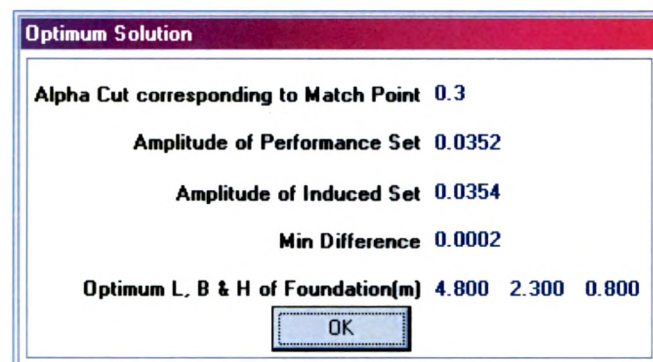 Optimum Solution
Alpha Cut corresponding to Match Point 0.3
Amplitude of Performance Set 0.0352
Amplitude of Induced Set 0.0354
Min Difference 0.0002
Optimum L, B & H of Foundation(m) 4.800 2.300 0.800
OK